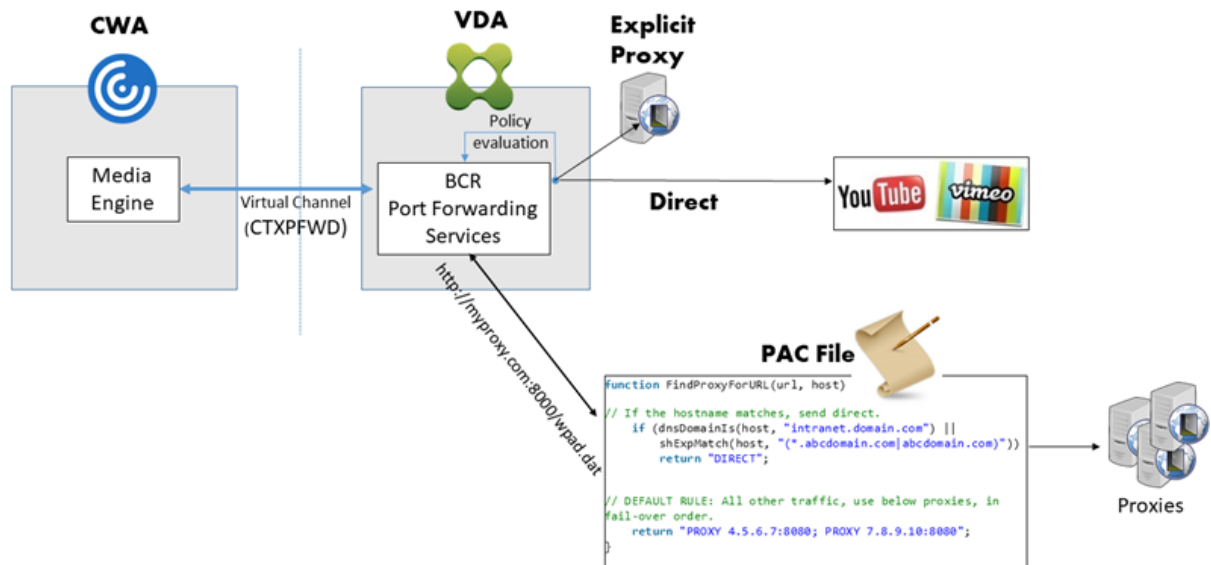 CWA
VDA
Explicit
Proxy
Policy
evaluation
Media
Engine
Virtual Channel
(CTXPFWD)
BCR
Port Forwarding
Services
Direct
You Tube
vimeo
http://myproxy.com:8000/wpad.dat
PAC File
function FindProxyForURL(url, host)
// If the hostname matches, send direct.
if (dnsDomainIs(host, "intranet.domain.com") ||
shExpMatch(host, "(*.abcdomain.com|abcdomain.com)"))
return "DIRECT";
// DEFAULT RULE: All other traffic, use below proxies, in
fail-over order.
return "PROXY 4.5.6.7:8080; PROXY 7.8.9.10:8080";
}
Proxies